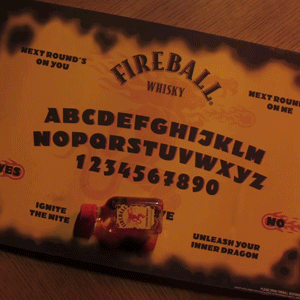 NEXT ROUND'S
ON YOU
FIREBALL
WHISKY
NEXT ROUND'S
ON ME
ABCDEFGHIJKLM
NOPQRSTUVWXYZ
1234567890
YES
NO
IGNITE
THE NITE
UNLEASH YOUR
INNER DRAGON